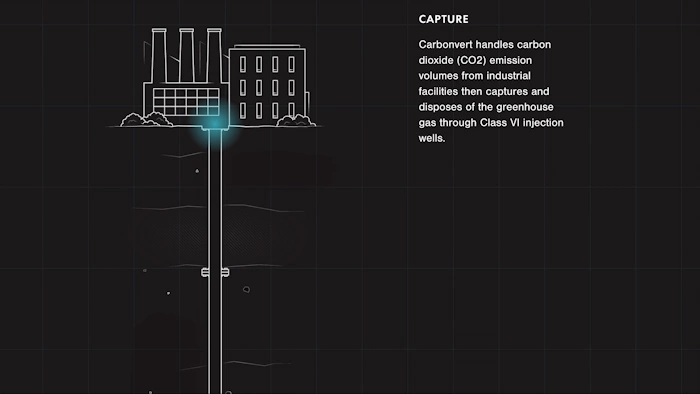 CAPTURE
Carbonvert handles carbon
dioxide (CO2) emission
volumes from industrial
facilities then captures and
disposes of the greenhouse
gas through Class VI injection
wells.